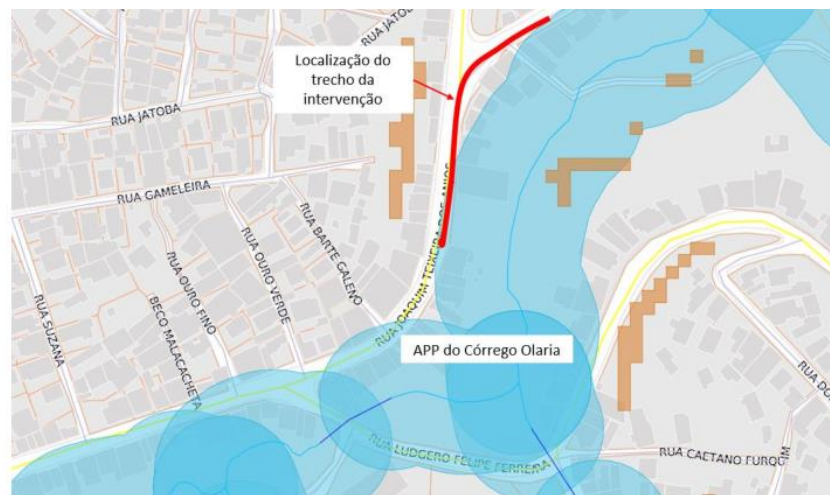 RUA JATO
Localização do
trecho da
intervenção
RUA JATOBA
RUA GAMELEIRA
RUA BARTE GALENO
RUA JOAQUIM TEIXEIRA DOS ANJOS
RUA OURO VERDE
RUA OURO FINO
BECO MALACACHETA
RUA SUZANA
APP do Córrego Olaria
RUA LUDGERO FELIPE FERREIRA
RUA CAETANO FURQUIM
RUA DO